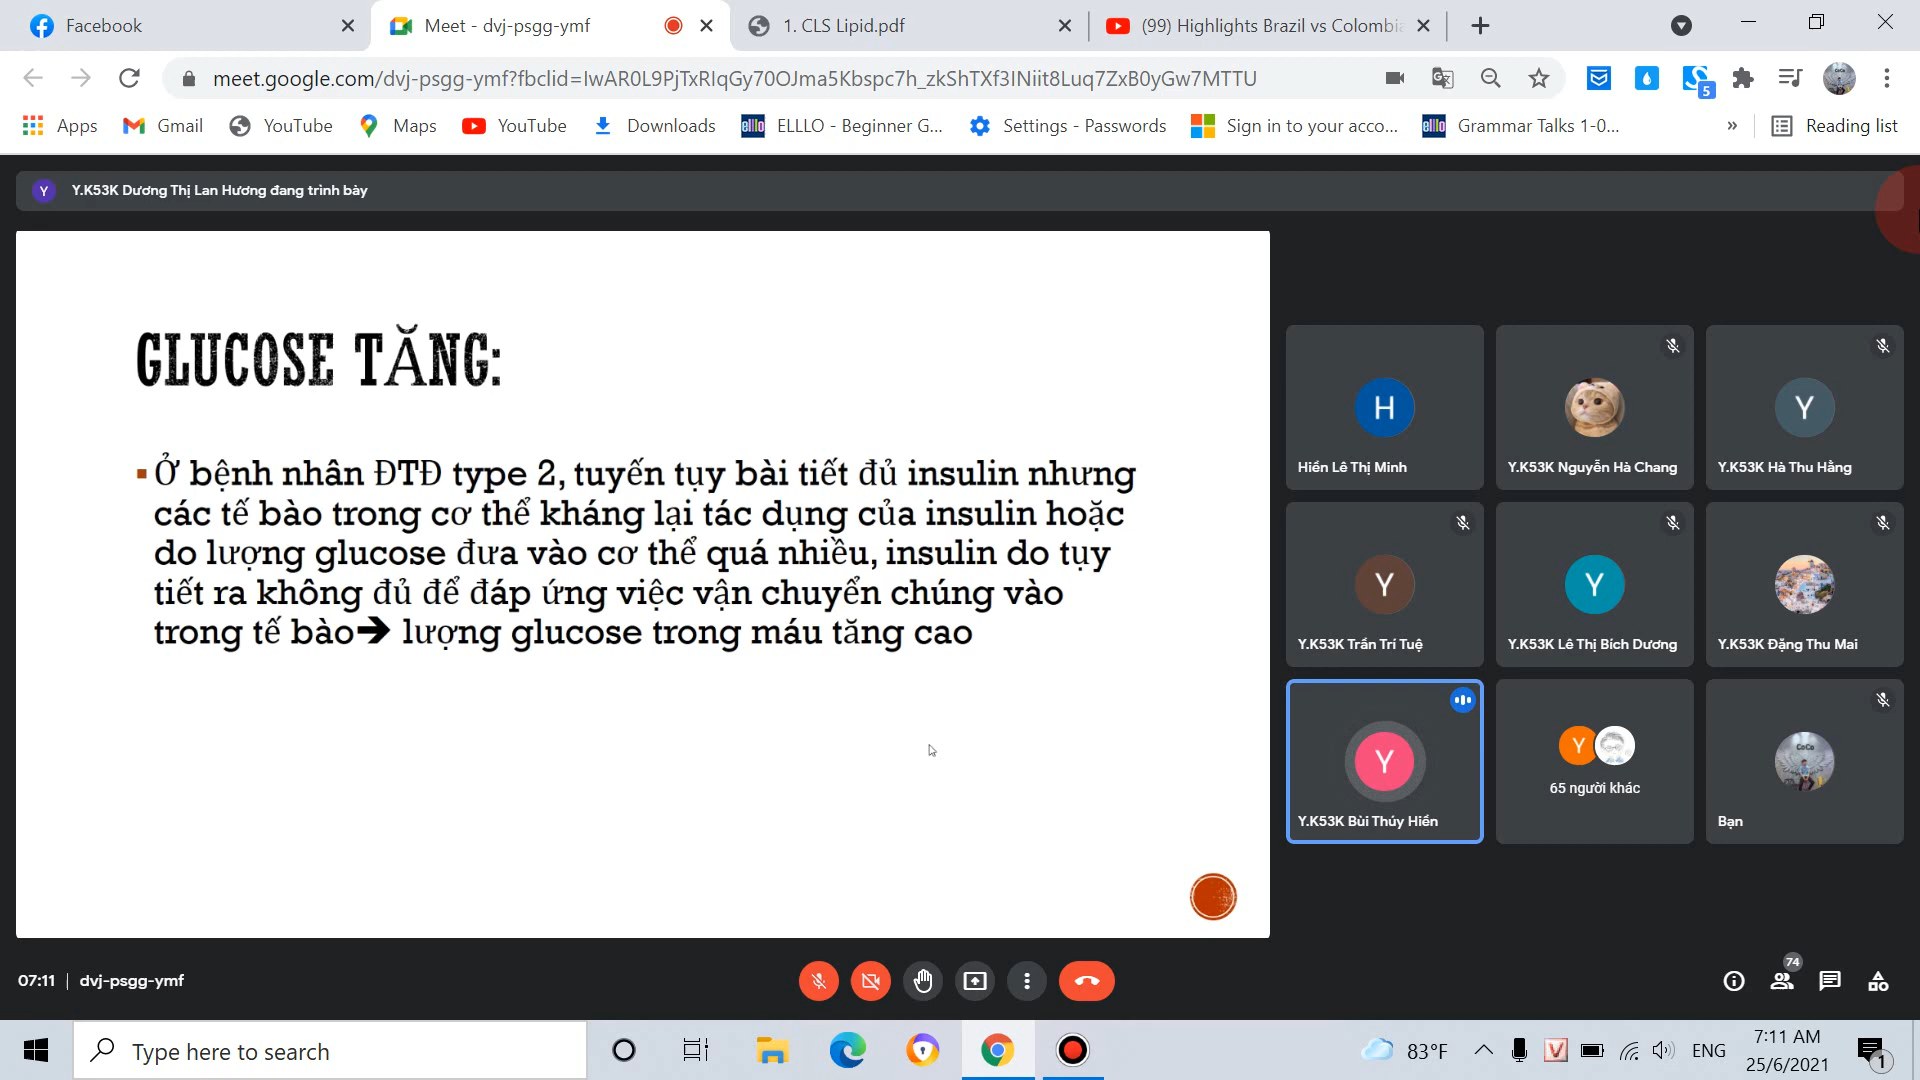 Facebook
Meet - dvj-psgg-ymf
1. CLS Lipid.pdf
(99) Highlights Brazil vs Colombia
meet.google.com/dvj-psgg-ymf?fbclid=IwAR0L9PjTxRIqGy70OJma5Kbspc7h_zkShTXf3INiit8Luq7ZxB0yGw7MTTU
5
Apps
Gmail
YouTube
Maps
YouTube
Downloads
ELLLO - Beginner G...
Settings - Passwords
Sign in to your acco...
Grammar Talks 1-0...
»
Reading list
Y
Y.K53K Dương Thị Lan Hương đang trình bày
GLUCOSE TĂNG:
Ở bệnh nhân ĐTĐ type 2, tuyến tụy bài tiết đủ insulin nhưng
các tế bào trong cơ thể kháng lại tác dụng của insulin hoặc
do lượng glucose đưa vào cơ thể quá nhiều, insulin do tụy
tiết ra không đủ để đáp ứng việc vận chuyển chúng vào
trong tế bào➔ lượng glucose trong máu tăng cao
H
Hiền Lê Thị Minh
Y.K53K Nguyễn Hà Chang
Y
Y.K53K Hà Thu Hằng
Y
Y.K53K Trần Trí Tuệ
Y
Y.K53K Lê Thị Bích Dương
Y.K53K Đặng Thu Mai
Y
Y.K53K Bùi Thúy Hiền
Y
65 người khác
CoCo
Bạn
07:11 | dvj-psgg-ymf
74
Type here to search
83°F
V
ENG
7:11 AM
25/6/2021
1